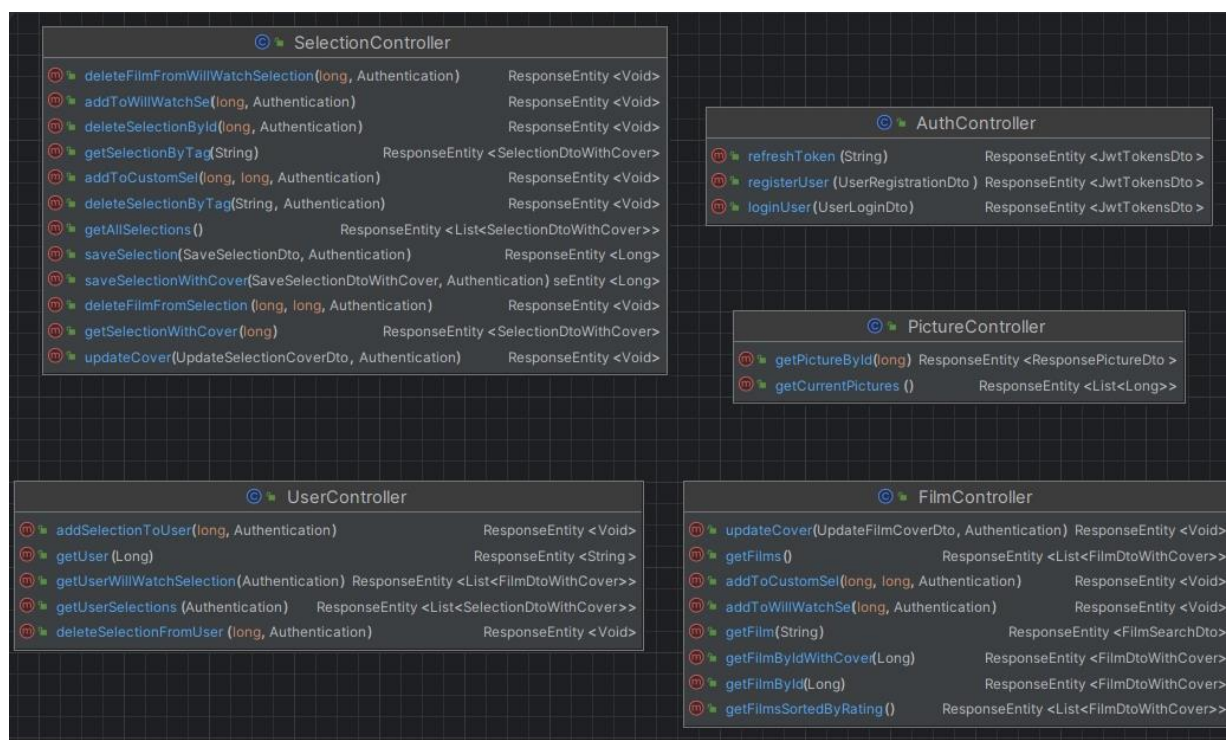 SelectionController
deleteFilmFromWillWatchSelection(long, Authentication) ResponseEntity <Void>
addToWillWatchSe(long, Authentication) ResponseEntity <Void>
deleteSelectionById(long, Authentication) ResponseEntity <Void>
getSelectionByTag(String) ResponseEntity <SelectionDtoWithCover>
addToCustomSel(long, long, Authentication) ResponseEntity <Void>
deleteSelectionByTag(String, Authentication) ResponseEntity <Void>
getAllSelections() ResponseEntity <List<SelectionDtoWithCover>>
saveSelection(SaveSelectionDto, Authentication) ResponseEntity <Long>
saveSelectionWithCover(SaveSelectionDtoWithCover, Authentication) seEntity <Long>
deleteFilmFromSelection (long, long, Authentication) ResponseEntity <Void>
getSelectionWithCover(long) ResponseEntity <SelectionDtoWithCover>
updateCover(UpdateSelectionCoverDto , Authentication) ResponseEntity <Void>
AuthController
refreshToken (String) ResponseEntity <JwtTokensDto >
registerUser (UserRegistrationDto ) ResponseEntity <JwtTokensDto >
loginUser(UserLoginDto) ResponseEntity <JwtTokensDto >
PictureController
getPictureById(long) ResponseEntity <ResponsePictureDto >
getCurrentPictures () ResponseEntity <List<Long>>
UserController
addSelectionToUser(long, Authentication) ResponseEntity <Void>
getUser (Long) ResponseEntity <String >
getUserWillWatchSelection(Authentication) ResponseEntity <List<FilmDtoWithCover>>
getUserSelections (Authentication) ResponseEntity <List<SelectionDtoWithCover>>
deleteSelectionFromUser (long, Authentication) ResponseEntity <Void>
FilmController
updateCover(UpdateFilmCoverDto, Authentication) ResponseEntity <Void>
getFilms() ResponseEntity <List<FilmDtoWithCover>>
addToCustomSel(long, long, Authentication) ResponseEntity <Void>
addToWillWatchSe(long, Authentication) ResponseEntity <Void>
getFilm(String) ResponseEntity <FilmSearchDto>
getFilmByIdWithCover(Long) ResponseEntity <FilmDtoWithCover>
getFilmById(Long) ResponseEntity <FilmDtoWithCover>
getFilmsSortedByRating() ResponseEntity <List<FilmDtoWithCover>>